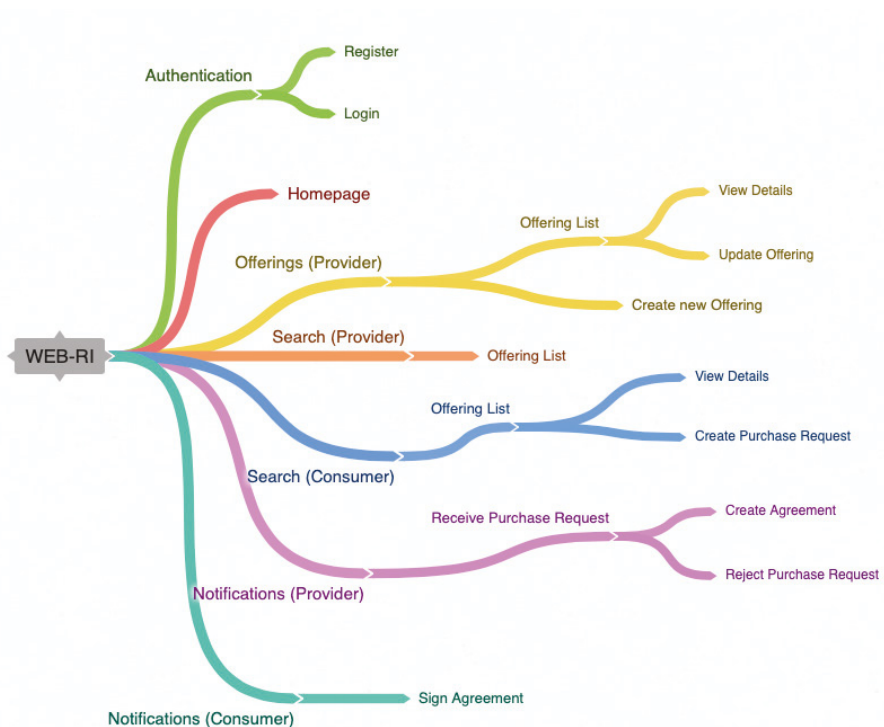 Register
Authentication
Login
View Details
Homepage
Offering List
Update Offering
Offerings (Provider)
Create new Offering
Search (Provider)
WEB-RI
Offering List
View Details
Offering List
Create Purchase Request
Search (Consumer)
Create Agreement
Receive Purchase Request
Reject Purchase Request
Notifications (Provider)
Sign Agreement
Notifications (Consumer)